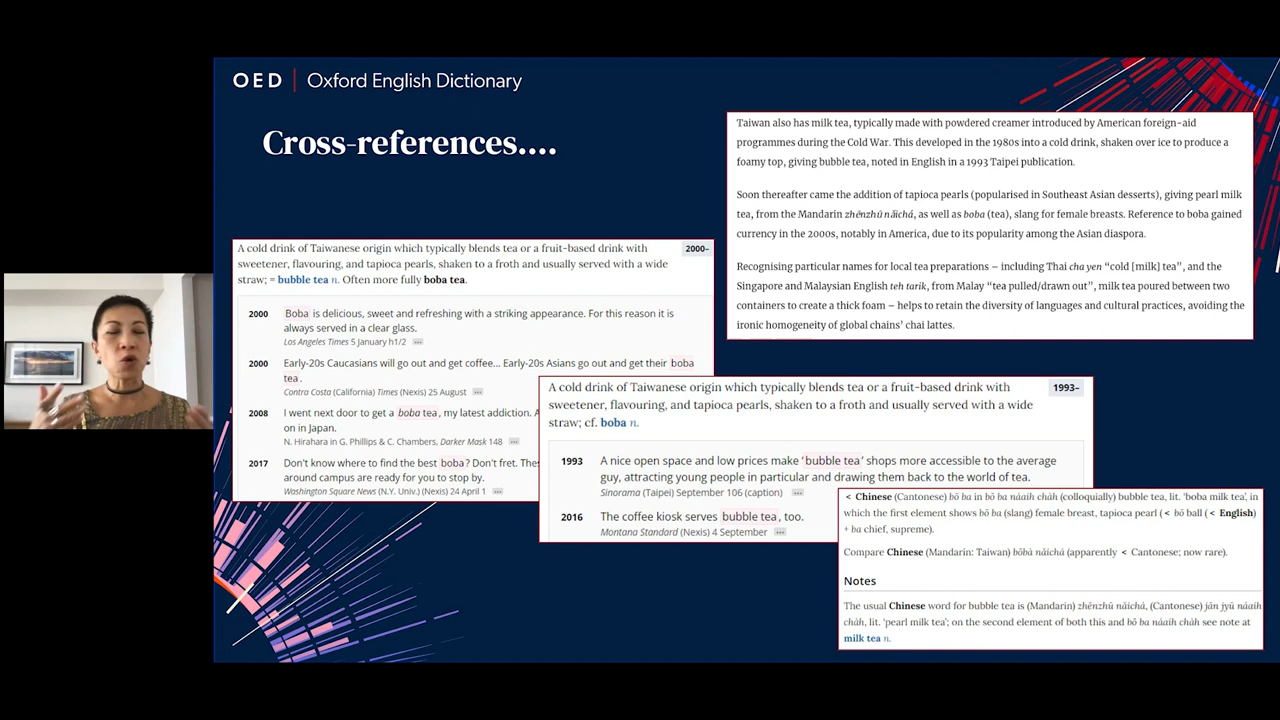 OED | Oxford English Dictionary
Cross-references....
Taiwan also has milk tea, typically made with powdered creamer introduced by American foreign-aid
programmes during the Cold War. This developed in the 1980s into a cold drink, shaken over ice to produce a
foamy top, giving bubble tea, noted in English in a 1993 Taipei publication.
Soon thereafter came the addition of tapioca pearls (popularised in Southeast Asian desserts), giving pearl milk
tea, from the Mandarin zhēnzhū nǎichá, as well as boba (tea), slang for female breasts. Reference to boba gained
currency in the 2000s, notably in America, due to its popularity among the Asian diaspora.
Recognising particular names for local tea preparations – including Thai cha yen “cold [milk] tea”, and the
Singapore and Malaysian English teh tarik, from Malay “tea pulled/drawn out”, milk tea poured between two
containers to create a thick foam – helps to retain the diversity of languages and cultural practices, avoiding the
ironic homogeneity of global chains’ chai lattes.
A cold drink of Taiwanese origin which typically blends tea or a fruit-based drink with
2000–
sweetener, flavouring, and tapioca pearls, shaken to a froth and usually served with a wide
straw; = bubble tea n. Often more fully boba tea.
2000 Boba is delicious, sweet and refreshing with a striking appearance. For this reason it is
always served in a clear glass.
Los Angeles Times 5 January h1/2 ...
2000 Early-20s Caucasians will go out and get coffee... Early-20s Asians go out and get their boba
tea.
Contra Costa (California) Times (Nexis) 25 August ...
2008 I went next door to get a boba tea, my latest addiction. A
on in Japan.
N. Hirahara in G. Phillips & C. Chambers, Darker Mask 148 ...
2017 Don't know where to find the best boba? Don't fret. Thes
around campus are ready for you to stop by.
Washington Square News (N.Y. Univ.) (Nexis) 24 April 1 ...
A cold drink of Taiwanese origin which typically blends tea or a fruit-based drink with
1993–
sweetener, flavouring, and tapioca pearls, shaken to a froth and usually served with a wide
straw; cf. boba n.
1993 A nice open space and low prices make ‘bubble tea’ shops more accessible to the average
guy, attracting young people in particular and drawing them back to the world of tea.
Sinorama (Taipei) September 106 (caption) ...
2016 The coffee kiosk serves bubble tea, too.
Montana Standard (Nexis) 4 September ...
< Chinese (Cantonese) bō ba in bō ba náaih chàh (colloquially) bubble tea, lit. ‘boba milk tea’, in
which the first element shows bō ba (slang) female breast, tapioca pearl (< bō ball (< English)
+ ba chief, supreme).
Compare Chinese (Mandarin: Taiwan) bōbà nǎichá (apparently < Cantonese; now rare).
Notes
The usual Chinese word for bubble tea is (Mandarin) zhēnzhū nǎichá, (Cantonese) jān jyū náaih
chàh, lit. ‘pearl milk tea’; on the second element of both this and bō ba náaih chàh see note at
milk tea n.